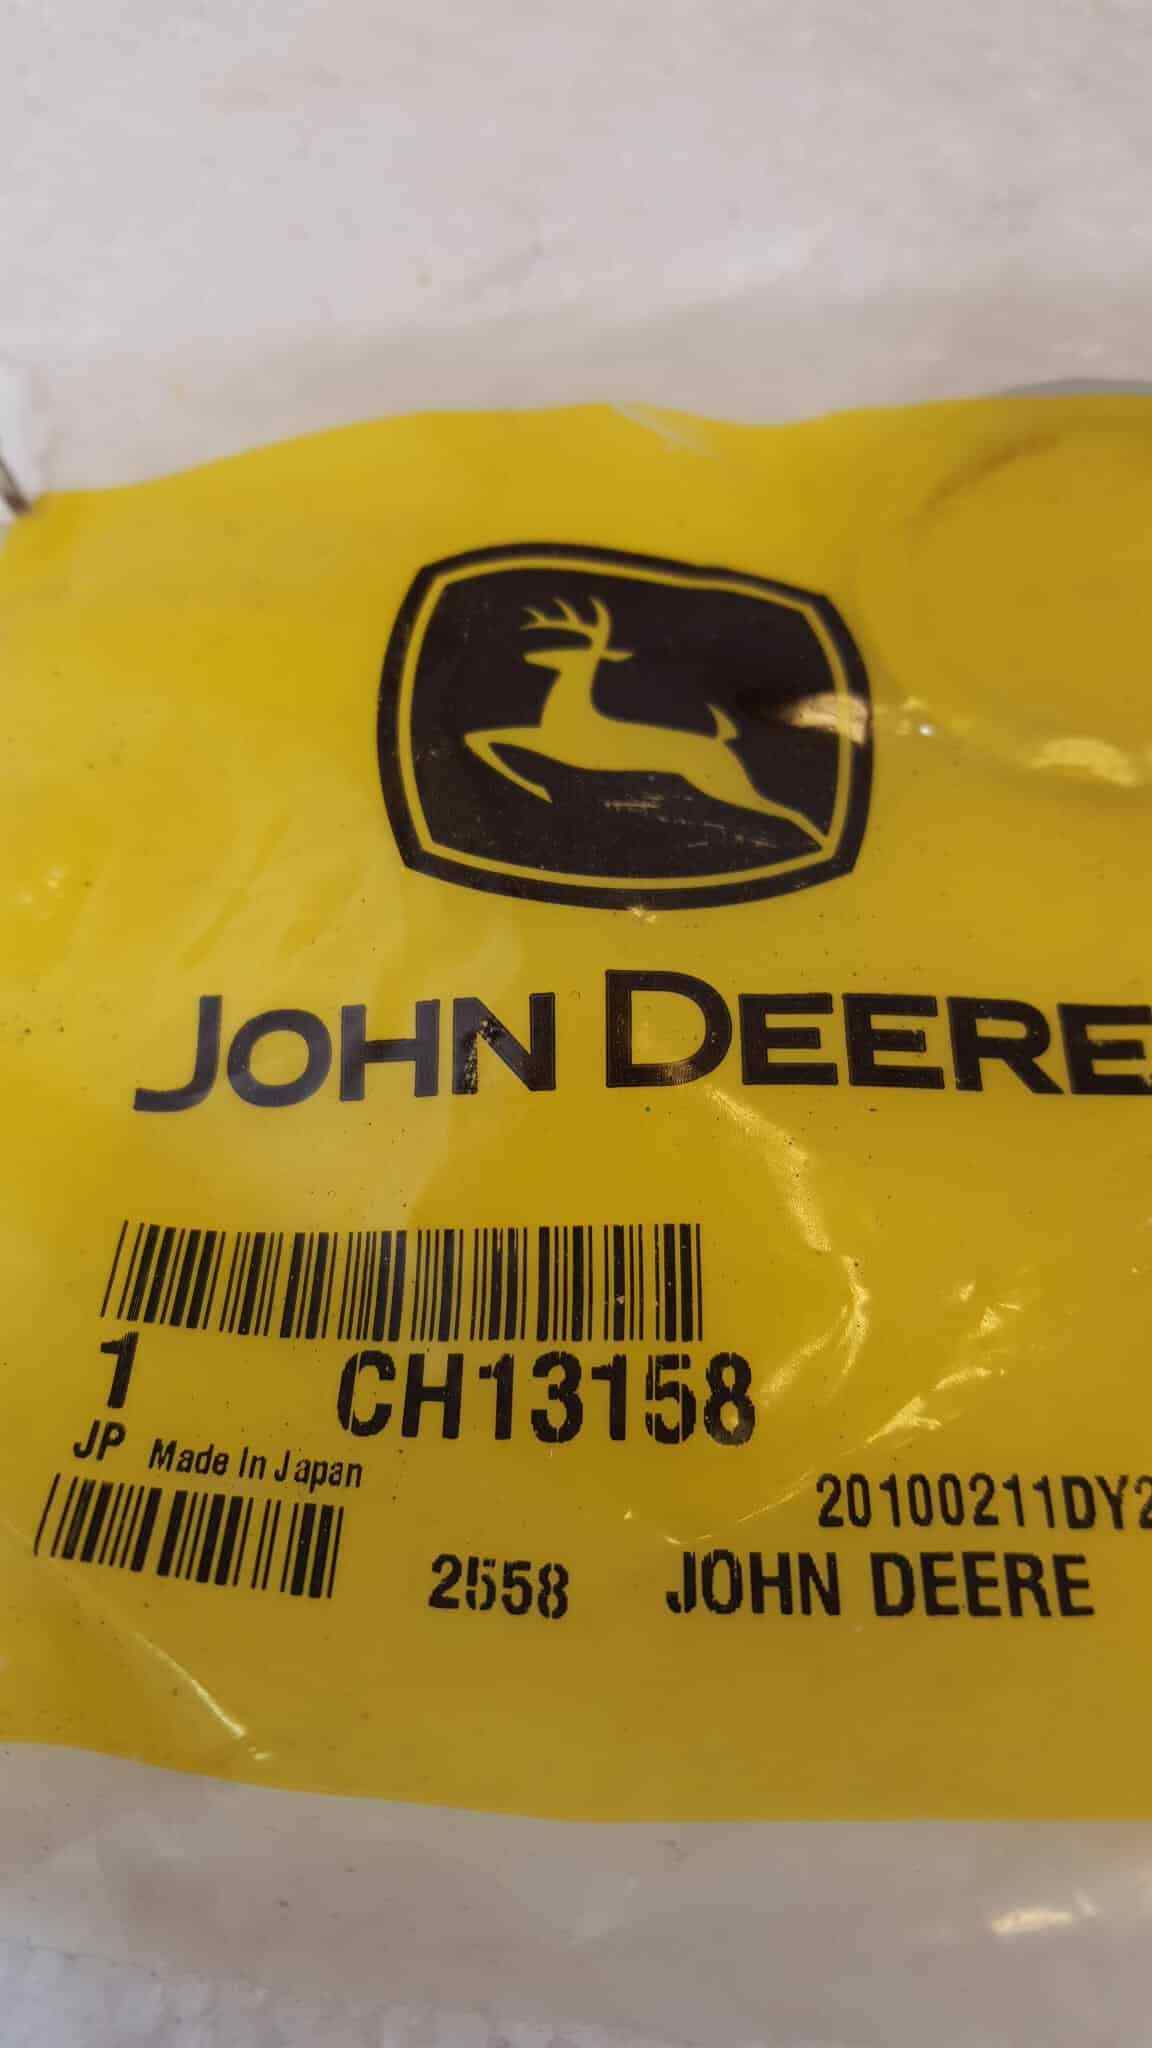 JOHN DEERE
1 CH13158
JP Made In Japan
20100211DY2
2558 JOHN DEERE